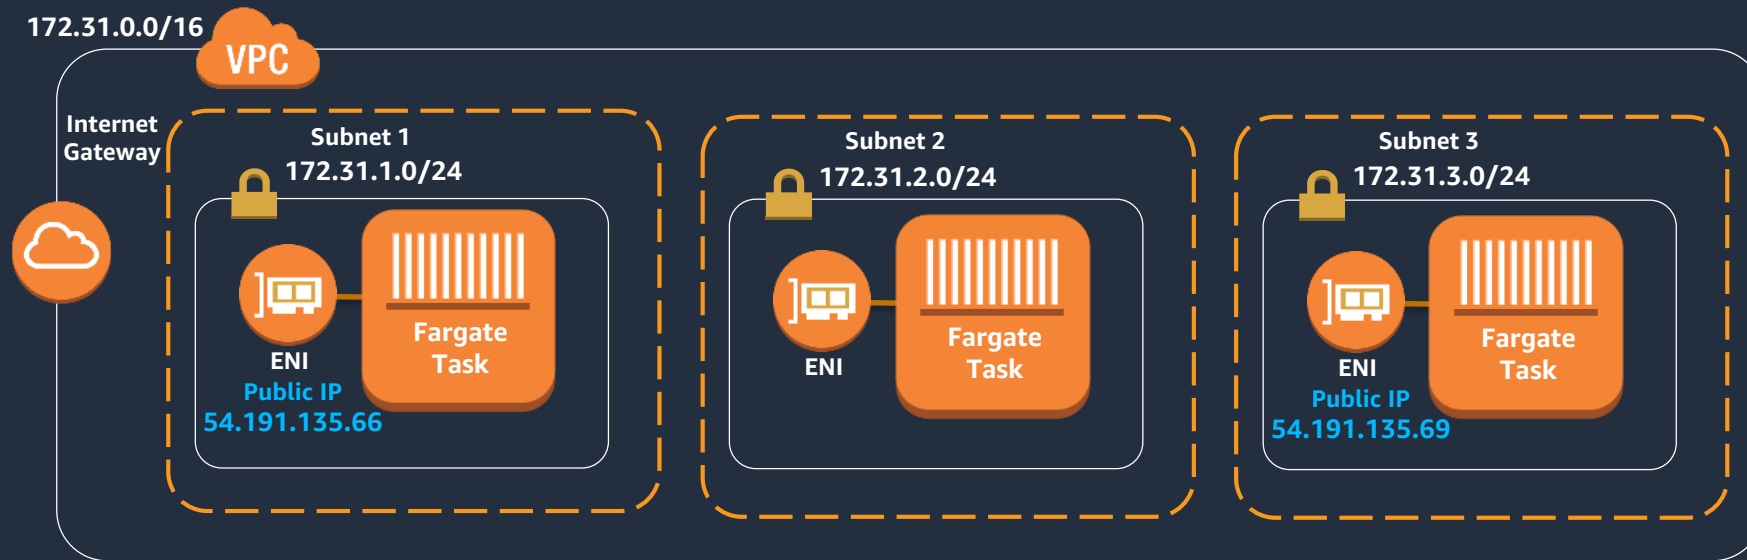 172.31.0.0/16
VPC
Internet
Gateway
Subnet 1
172.31.1.0/24
Fargate
Task
ENI
Public IP
54.191.135.66
Subnet 2
172.31.2.0/24
Fargate
Task
ENI
Subnet 3
172.31.3.0/24
Fargate
Task
ENI
Public IP
54.191.135.69